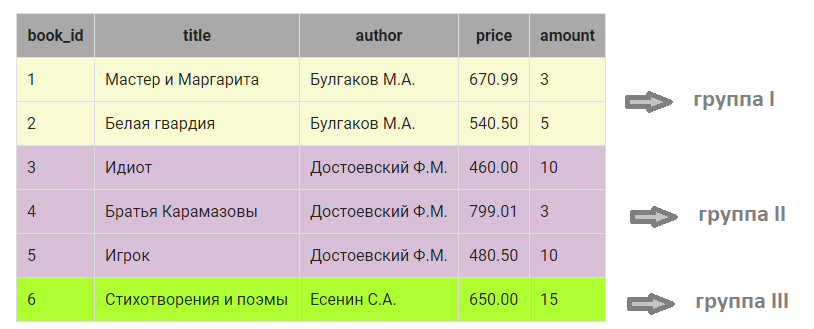 book_id title author price amount
1 Мастер и Маргарита Булгаков М.А. 670.99 3
группа I
2 Белая гвардия Булгаков М.А. 540.50 5
3 Идиот Достоевский Ф.М. 460.00 10
4 Братья Карамазовы Достоевский Ф.М. 799.01 3
группа II
5 Игрок Достоевский Ф.М. 480.50 10
6 Стихотворения и поэмы Есенин С.А. 650.00 15
группа III